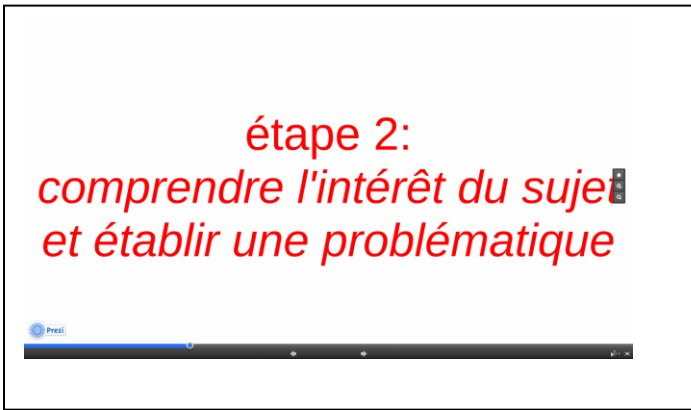 étape 2:
comprendre l'intérêt du sujet
et établir une problématique
Prezi